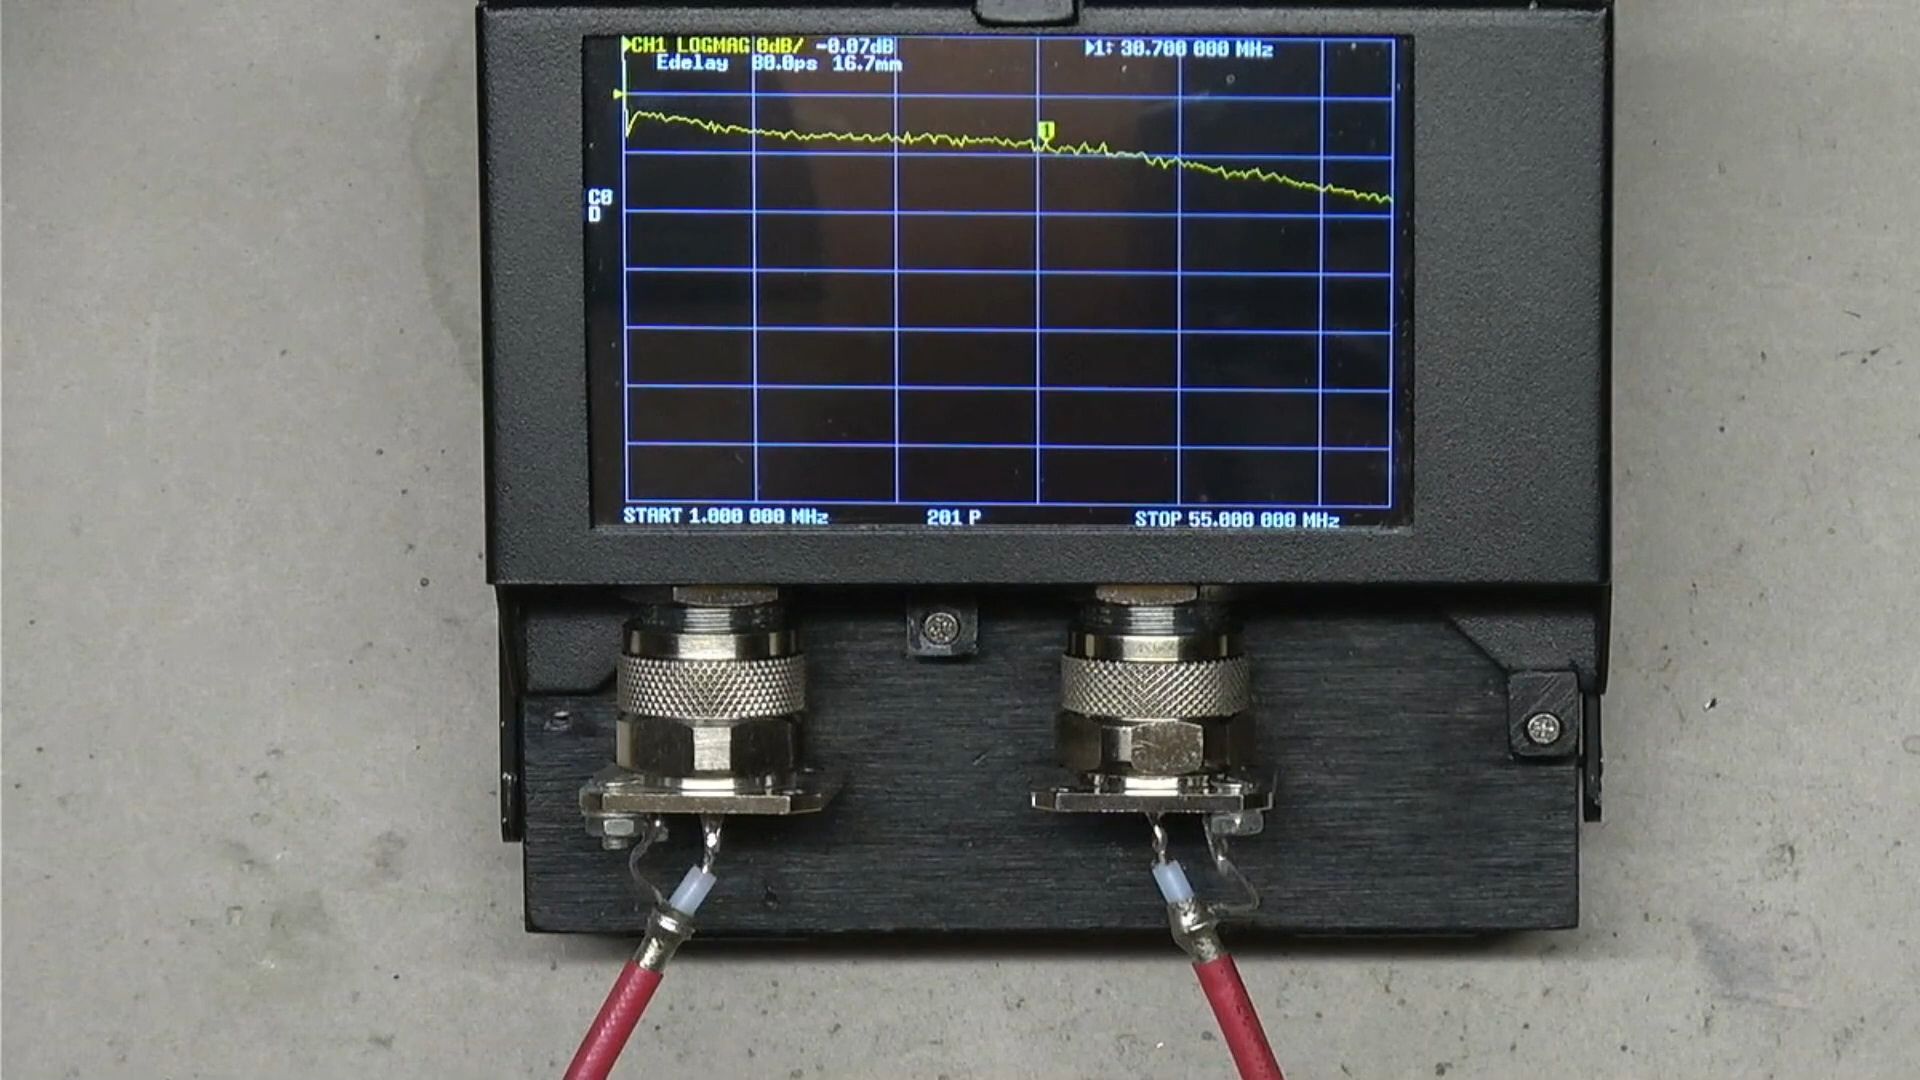 CH1 LOGMAG 0dB/ -0.07dB
1: 30.700 000 MHz
Edelay 80.0ps 16.7mm
1
C0
D
START 1.000 000 MHz
201 P
STOP 55.000 000 MHz